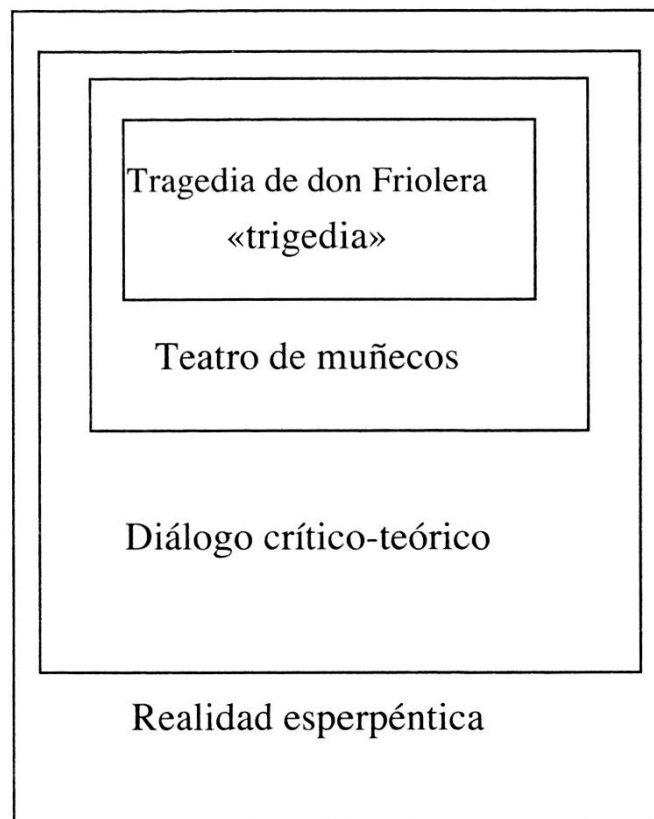 Tragedia de don Friolera
«trigedia»
Teatro de muñecos
Diálogo crítico-teórico
Realidad esperpéntica